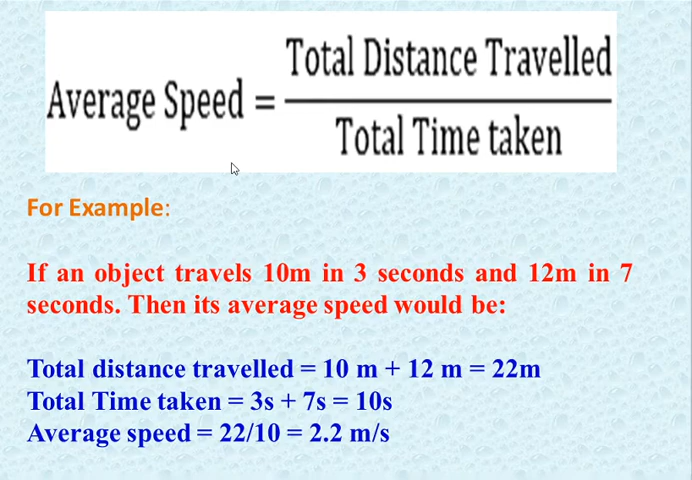 Average Speed = Total Distance Travelled / Total Time taken
For Example:
If an object travels 10m in 3 seconds and 12m in 7
seconds. Then its average speed would be:
Total distance travelled = 10 m + 12 m = 22m
Total Time taken = 3s + 7s = 10s
Average speed = 22/10 = 2.2 m/s